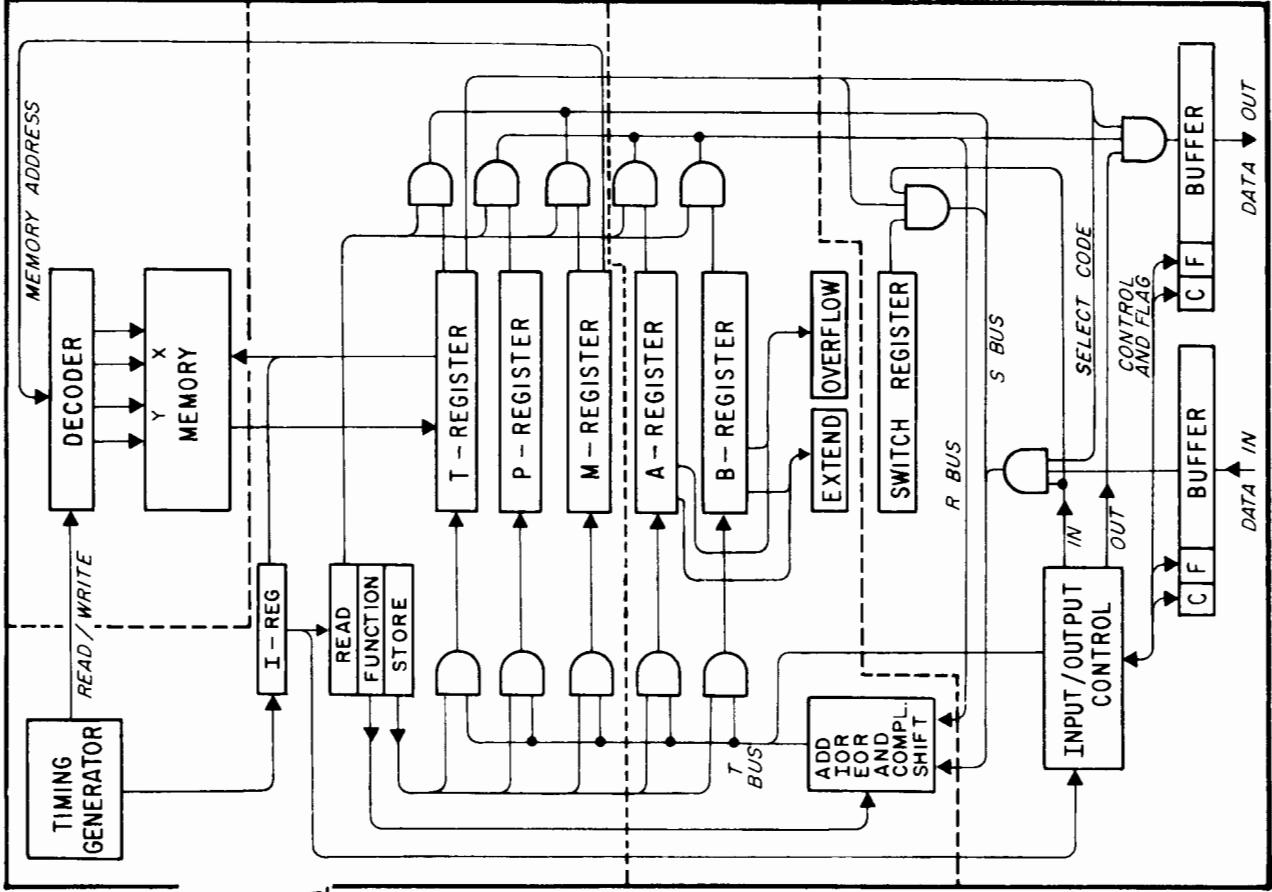 MEMORY ADDRESS
READ/WRITE
TIMING
GENERATOR
DECODER
Y X
MEMORY
I-REG
READ
FUNCTION
STORE
T-REGISTER
P-REGISTER
M-REGISTER
A-REGISTER
B-REGISTER
EXTEND
OVERFLOW
T
BUS
ADD
IOR
EOR
AND
COMPL.
SHIFT
SWITCH REGISTER
R BUS
S BUS
IN
OUT
SELECT CODE
CONTROL
AND FLAG
INPUT/OUTPUT
CONTROL
C F BUFFER
C F BUFFER
DATA IN
DATA OUT